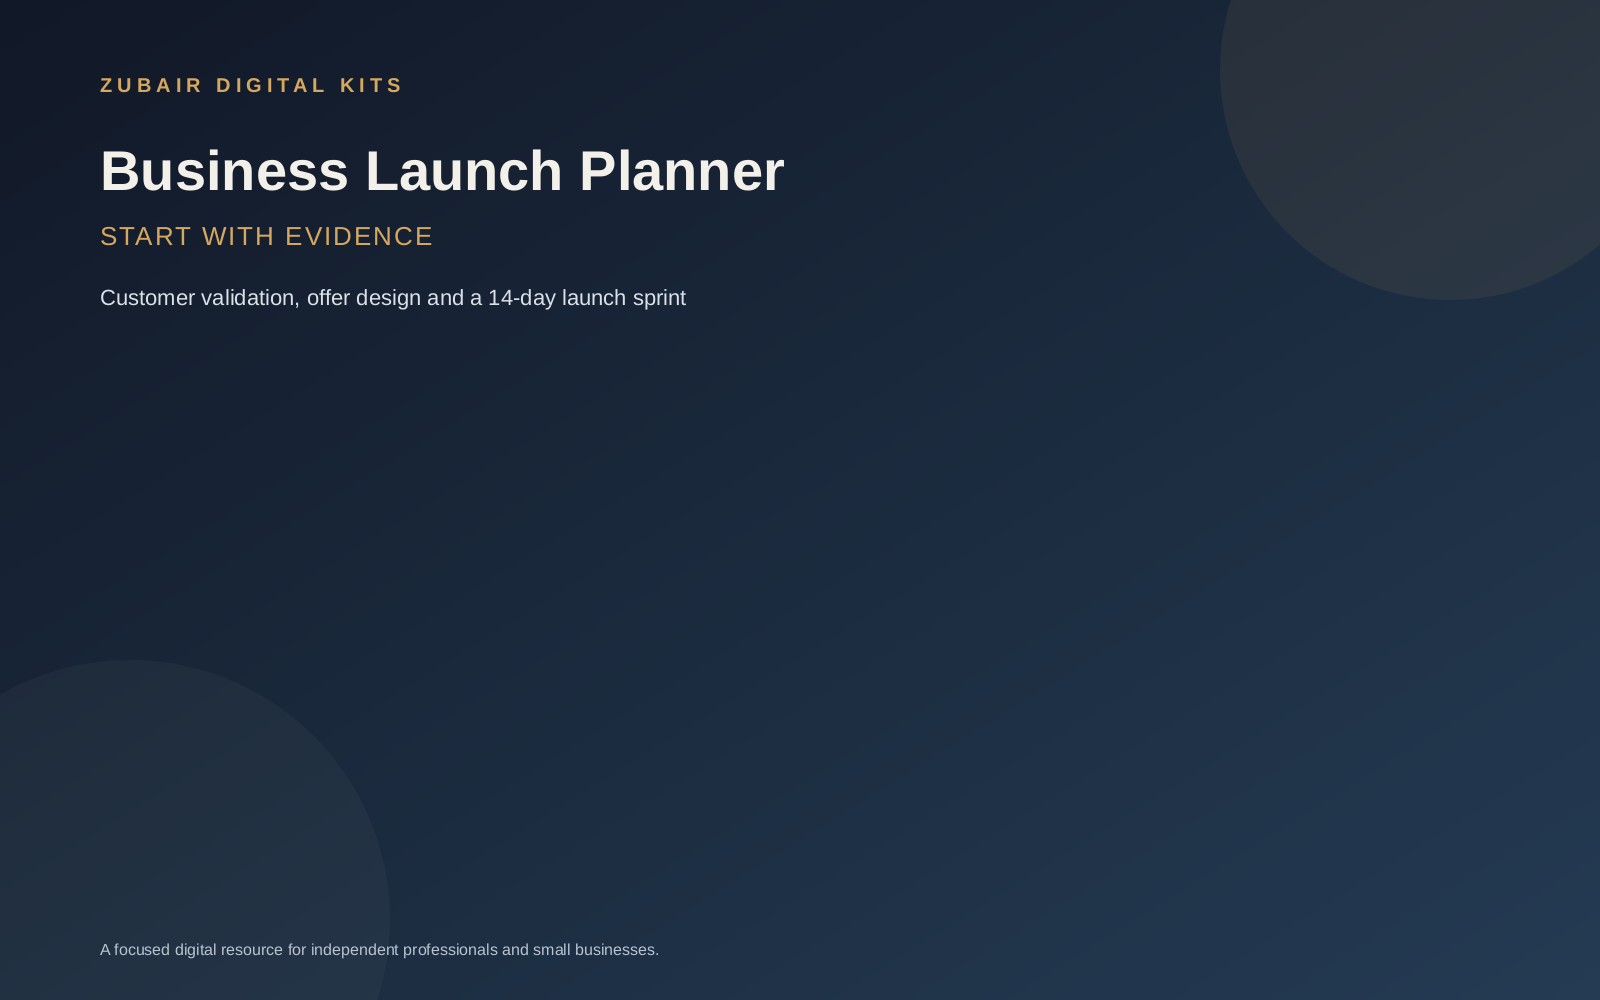 ZUBAIR DIGITAL KITS
Business Launch Planner
START WITH EVIDENCE
Customer validation, offer design and a 14-day launch sprint
A focused digital resource for independent professionals and small businesses.